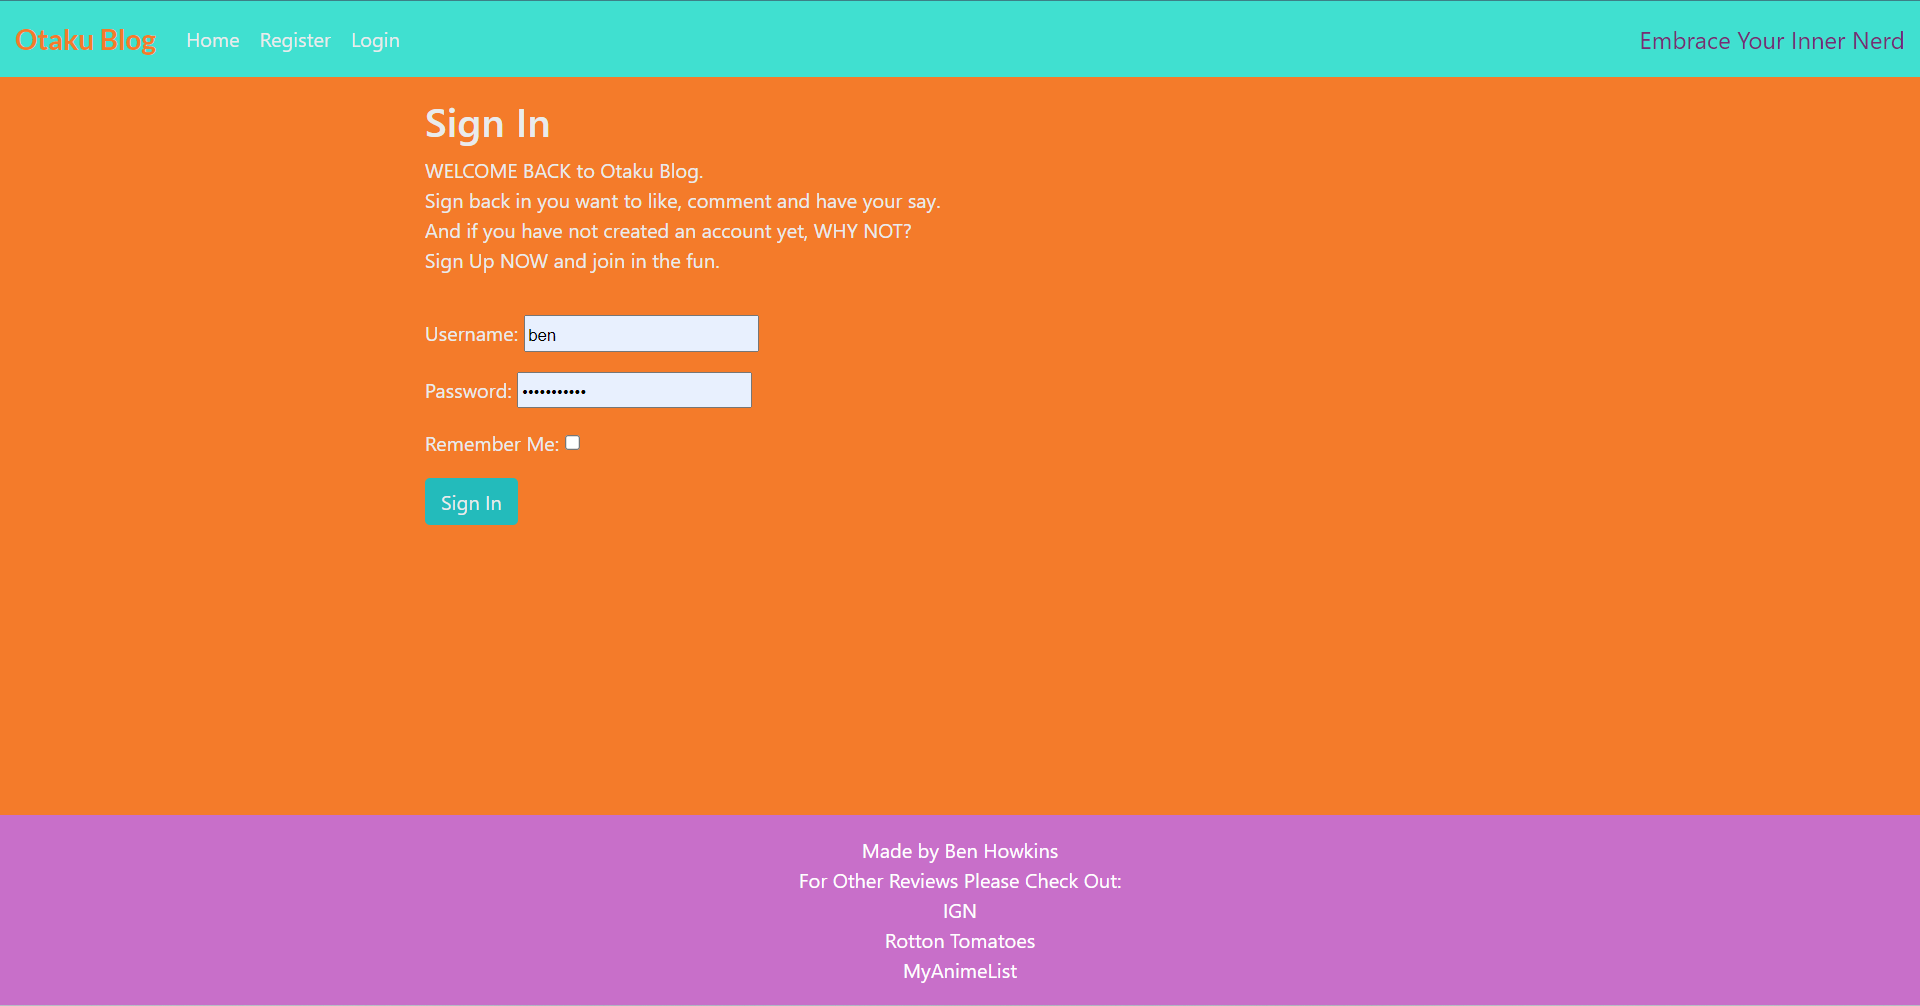 Otaku Blog Home Register Login Embrace Your Inner Nerd
Sign In
WELCOME BACK to Otaku Blog.
Sign back in you want to like, comment and have your say.
And if you have not created an account yet, WHY NOT?
Sign Up NOW and join in the fun.
Username: ben
Password: •••••••••••
Remember Me:
Sign In
Made by Ben Howkins
For Other Reviews Please Check Out:
IGN
Rotton Tomatoes
MyAnimeList